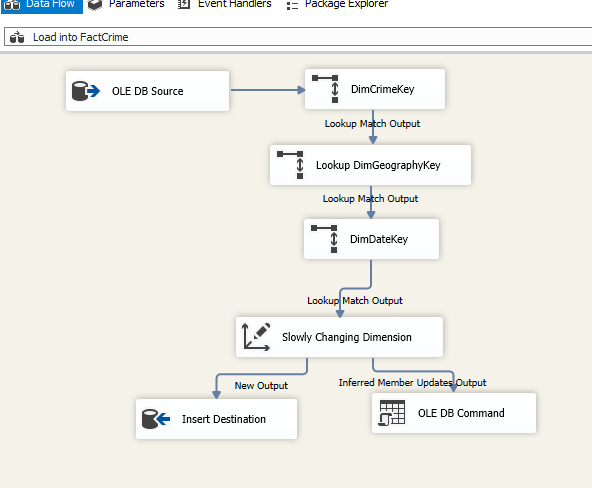 Data Flow
Parameters
Event Handlers
Package Explorer
Load into FactCrime
OLE DB Source
DimCrimeKey
Lookup Match Output
Lookup DimGeographyKey
Lookup Match Output
DimDateKey
Lookup Match Output
Slowly Changing Dimension
New Output
Inferred Member Updates Output
Insert Destination
OLE DB Command